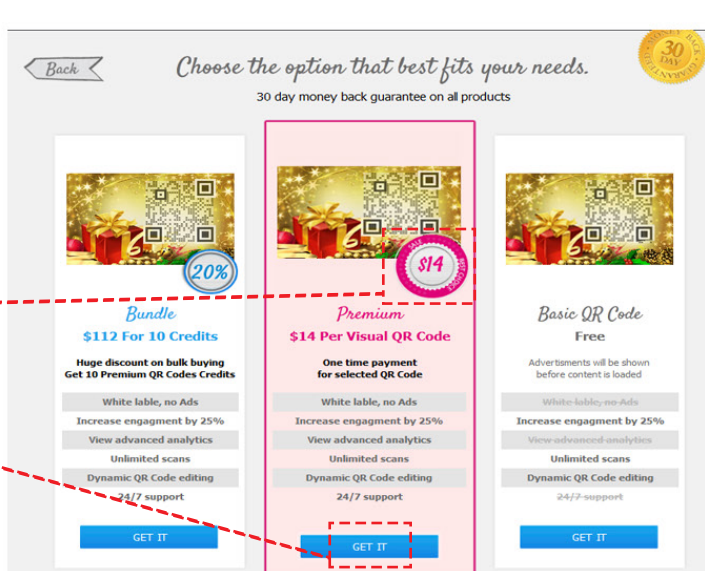 Back
Choose the option that best fits your needs.
30 DAY
MONEY BACK GUARANTEE
30 day money back guarantee on all products
20%
Bundle
$112 For 10 Credits
Huge discount on bulk buying
Get 10 Premium QR Codes Credits
White lable, no Ads
Increase engagment by 25%
View advanced analytics
Unlimited scans
Dynamic QR Code editing
24/7 support
GET IT
SALE
$14
Premium
$14 Per Visual QR Code
One time payment
for selected QR Code
White lable, no Ads
Increase engagment by 25%
View advanced analytics
Unlimited scans
Dynamic QR Code editing
24/7 support
GET IT
Basic QR Code
Free
Advertisments will be shown
before content is loaded
White lable, no Ads
Increase engagment by 25%
View advanced analytics
Unlimited scans
Dynamic QR Code editing
24/7 support
GET IT